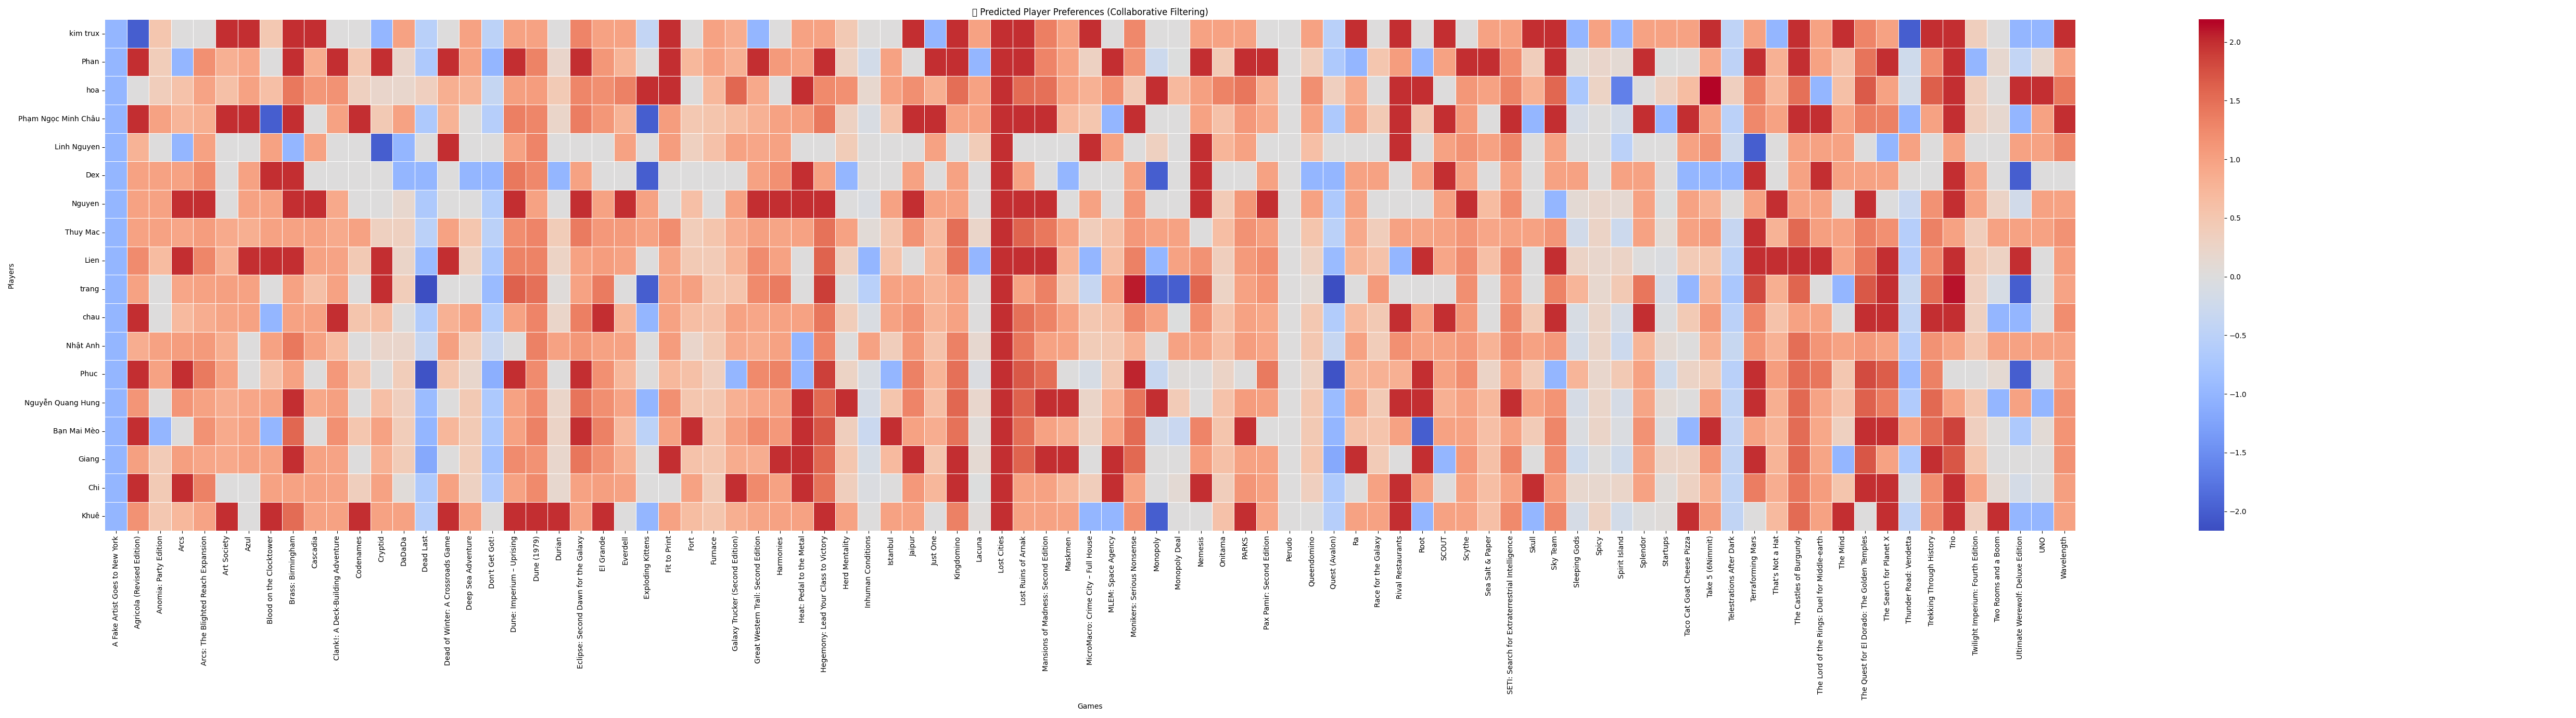 ▯ Predicted Player Preferences (Collaborative Filtering)
Players
kim trux
Phan
hoa
Phạm Ngọc Minh Châu
Linh Nguyen
Dex
Nguyen
Thuy Mac
Lien
trang
chau
Nhật Anh
Phuc
Nguyễn Quang Hung
Bạn Mai Mèo
Giang
Chi
Khuê
A Fake Artist Goes to New York
Agricola (Revised Edition)
Anomia: Party Edition
Arcs
Arcs: The Blighted Reach Expansion
Art Society
Azul
Blood on the Clocktower
Brass: Birmingham
Cascadia
Clank!: A Deck-Building Adventure
Codenames
Cryptid
DaDaDa
Dead Last
Dead of Winter: A Crossroads Game
Deep Sea Adventure
Don't Get Got!
Dune: Imperium – Uprising
Dune (1979)
Durian
Eclipse: Second Dawn for the Galaxy
El Grande
Everdell
Exploding Kittens
Fit to Print
Fort
Furnace
Galaxy Trucker (Second Edition)
Great Western Trail: Second Edition
Harmonies
Heat: Pedal to the Metal
Hegemony: Lead Your Class to Victory
Herd Mentality
Inhuman Conditions
Istanbul
Jaipur
Just One
Kingdomino
Lacuna
Lost Cities
Lost Ruins of Arnak
Mansions of Madness: Second Edition
Maskmen
MicroMacro: Crime City – Full House
MLEM: Space Agency
Monikers: Serious Nonsense
Monopoly
Monopoly Deal
Nemesis
Onitama
PARKS
Pax Pamir: Second Edition
Perudo
Queendomino
Quest (Avalon)
Ra
Race for the Galaxy
Rival Restaurants
Root
SCOUT
Scythe
Sea Salt & Paper
SETI: Search for Extraterrestrial Intelligence
Skull
Sky Team
Sleeping Gods
Spicy
Spirit Island
Splendor
Startups
Taco Cat Goat Cheese Pizza
Take 5 (6Nimmt)
Telestrations After Dark
Terraforming Mars
That's Not a Hat
The Castles of Burgundy
The Lord of the Rings: Duel for Middle-earth
The Mind
The Quest for El Dorado: The Golden Temples
The Search for Planet X
Thunder Road: Vendetta
Trekking Through History
Trio
Twilight Imperium: Fourth Edition
Two Rooms and a Boom
Ultimate Werewolf: Deluxe Edition
UNO
Wavelength
Games
2.0
1.5
1.0
0.5
0.0
−0.5
−1.0
−1.5
−2.0